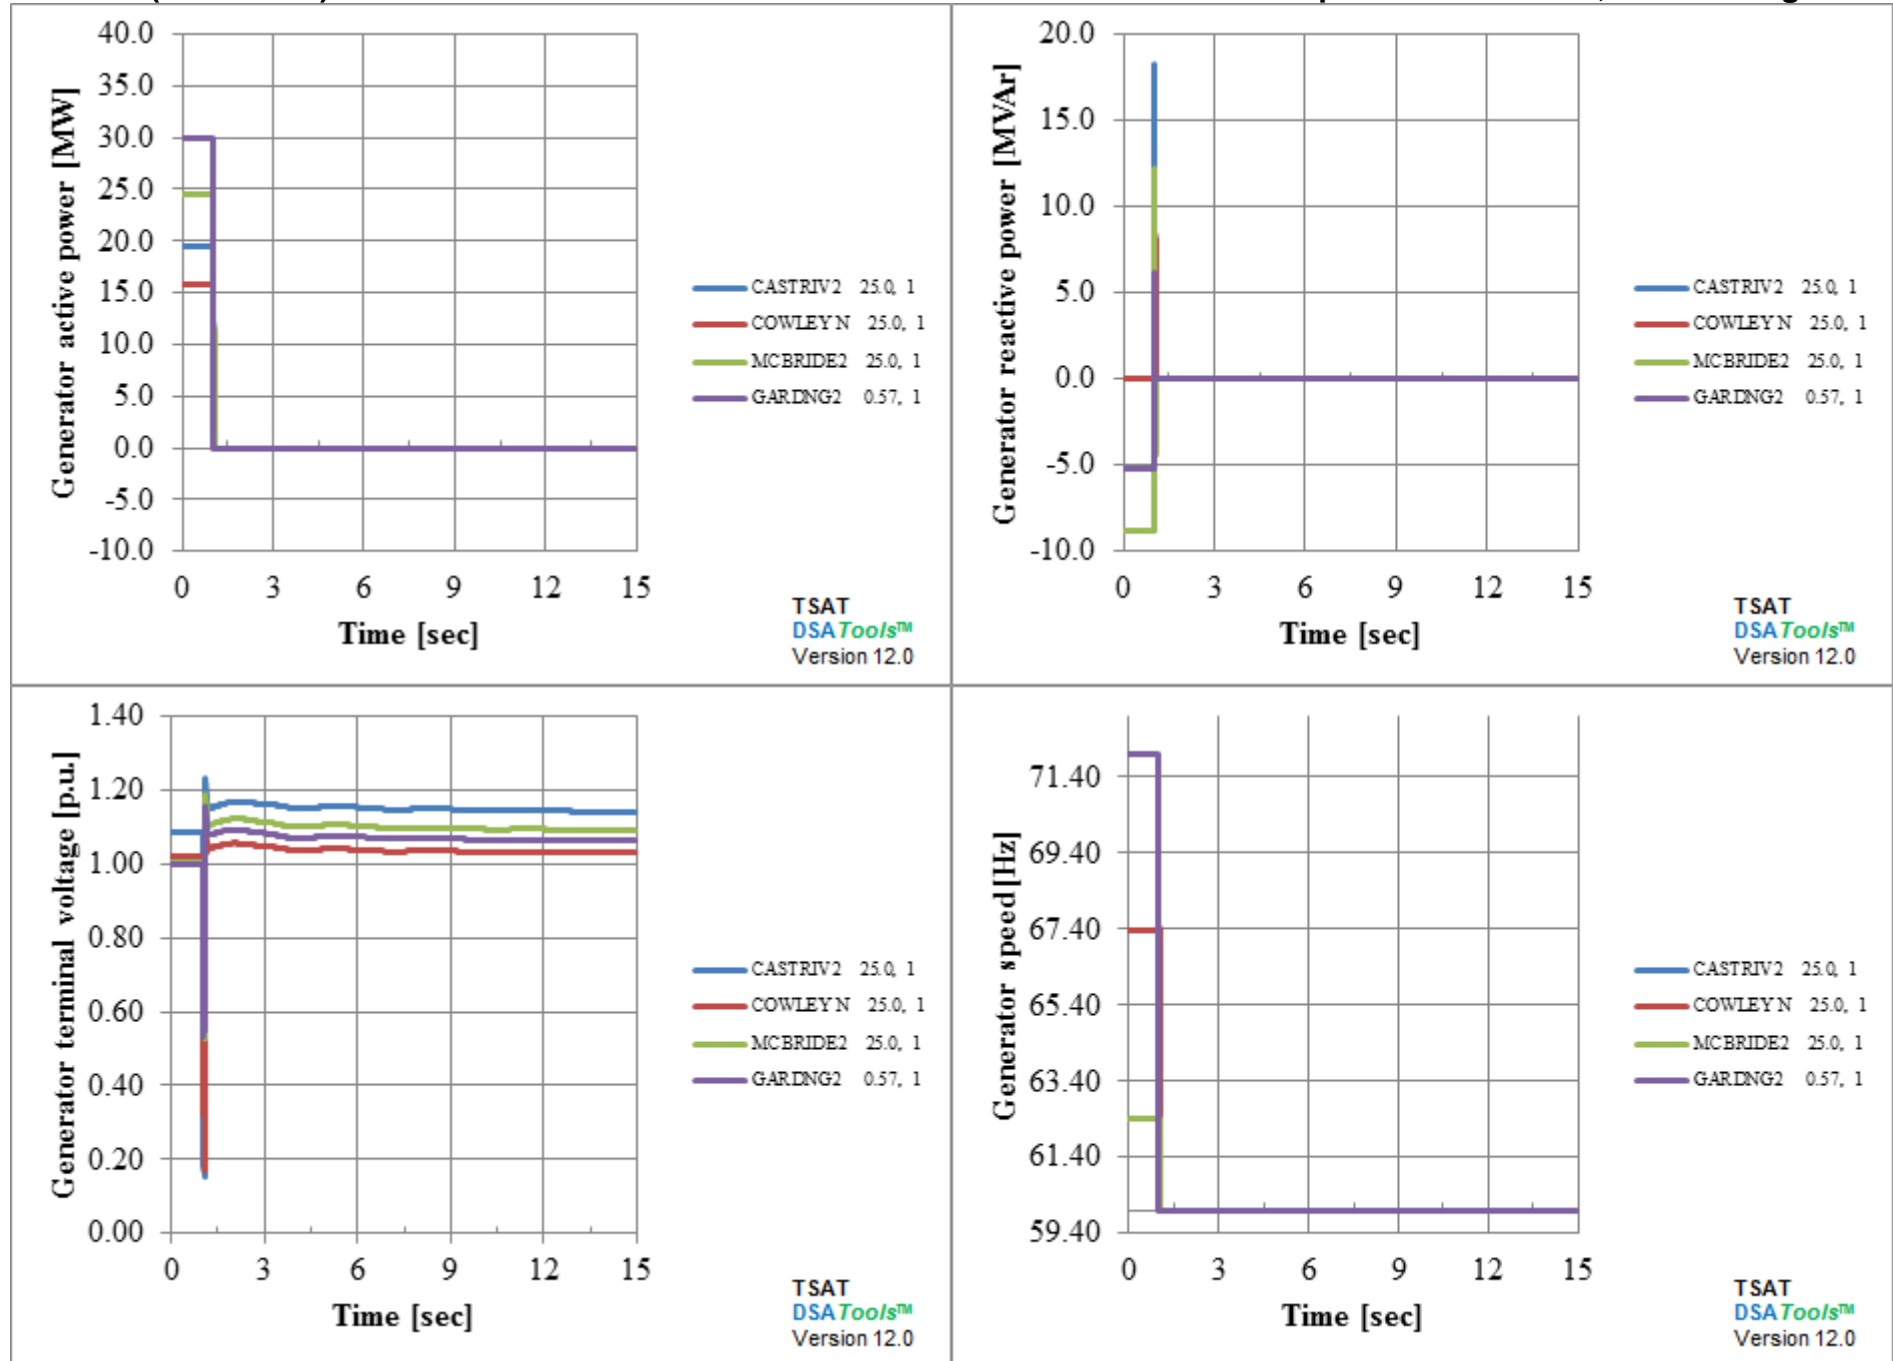 40.0
35.0
30.0
25.0
20.0
15.0
10.0
5.0
0.0
-5.0
-10.0
Generator active power [MW]
0 3 6 9 12 15
Time [sec]
CASTRIV2 25.0, 1
COWLEY N 25.0, 1
MCBRIDE2 25.0, 1
GARDNG2 0.57, 1
TSAT
DSATools™
Version 12.0
20.0
15.0
10.0
5.0
0.0
-5.0
-10.0
Generator reactive power [MVAr]
0 3 6 9 12 15
Time [sec]
CASTRIV2 25.0, 1
COWLEY N 25.0, 1
MCBRIDE2 25.0, 1
GARDNG2 0.57, 1
TSAT
DSATools™
Version 12.0
1.40
1.20
1.00
0.80
0.60
0.40
0.20
0.00
Generator terminal voltage [p.u.]
0 3 6 9 12 15
Time [sec]
CASTRIV2 25.0, 1
COWLEY N 25.0, 1
MCBRIDE2 25.0, 1
GARDNG2 0.57, 1
TSAT
DSATools™
Version 12.0
71.40
69.40
67.40
65.40
63.40
61.40
59.40
Generator speed [Hz]
0 3 6 9 12 15
Time [sec]
CASTRIV2 25.0, 1
COWLEY N 25.0, 1
MCBRIDE2 25.0, 1
GARDNG2 0.57, 1
TSAT
DSATools™
Version 12.0